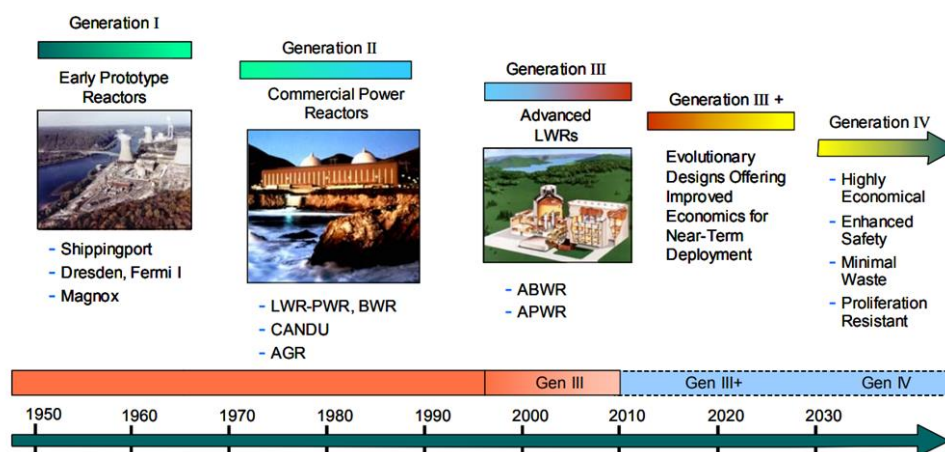 Generation I
Early Prototype
Reactors
- Shippingport
- Dresden, Fermi I
- Magnox
Generation II
Commercial Power
Reactors
- LWR-PWR, BWR
- CANDU
- AGR
Generation III
Advanced
LWRs
- ABWR
- APWR
Generation III +
Evolutionary
Designs Offering
Improved
Economics for
Near-Term
Deployment
Generation IV
- Highly
Economical
- Enhanced
Safety
- Minimal
Waste
- Proliferation
Resistant
Gen III
Gen III+
Gen IV
1950
1960
1970
1980
1990
2000
2010
2020
2030